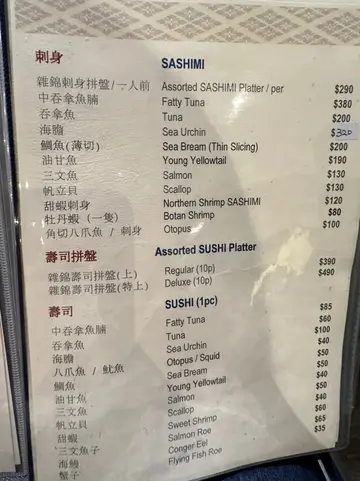 刺身 SASHIMI
雜錦刺身拼盤/一人前 Assorted SASHIMI Platter / per $290
中吞拿魚腩 Fatty Tuna $380
吞拿魚 Tuna $200
海膽 Sea Urchin $320
鯛魚(薄切) Sea Bream (Thin Slicing) $200
油甘魚 Young Yellowtail $190
三文魚 Salmon $130
帆立貝 Scallop $130
甜蝦刺身 Northern Shrimp SASHIMI $120
牡丹蝦 (一隻) Botan Shrimp $80
角切八爪魚 / 刺身 Otopus $100
壽司拼盤 Assorted SUSHI Platter
雜錦壽司拼盤(上) Regular (10p) $390
雜錦壽司拼盤(特上) Deluxe (10p) $490
壽司 SUSHI (1pc)
中吞拿魚腩 Fatty Tuna $85
吞拿魚 Tuna $60
海膽 Sea Urchin $100
八爪魚 / 魷魚 Otopus / Squid $40
鯛魚 Sea Bream $50
油甘魚 Young Yellowtail $50
三文魚 Salmon $40
帆立貝 Scallop $50
甜蝦 Sweet Shrimp $40
三文魚子 Salmon Roe $60
海鰻 Conger Eel $65
蟹子 Flying Fish Roe $35